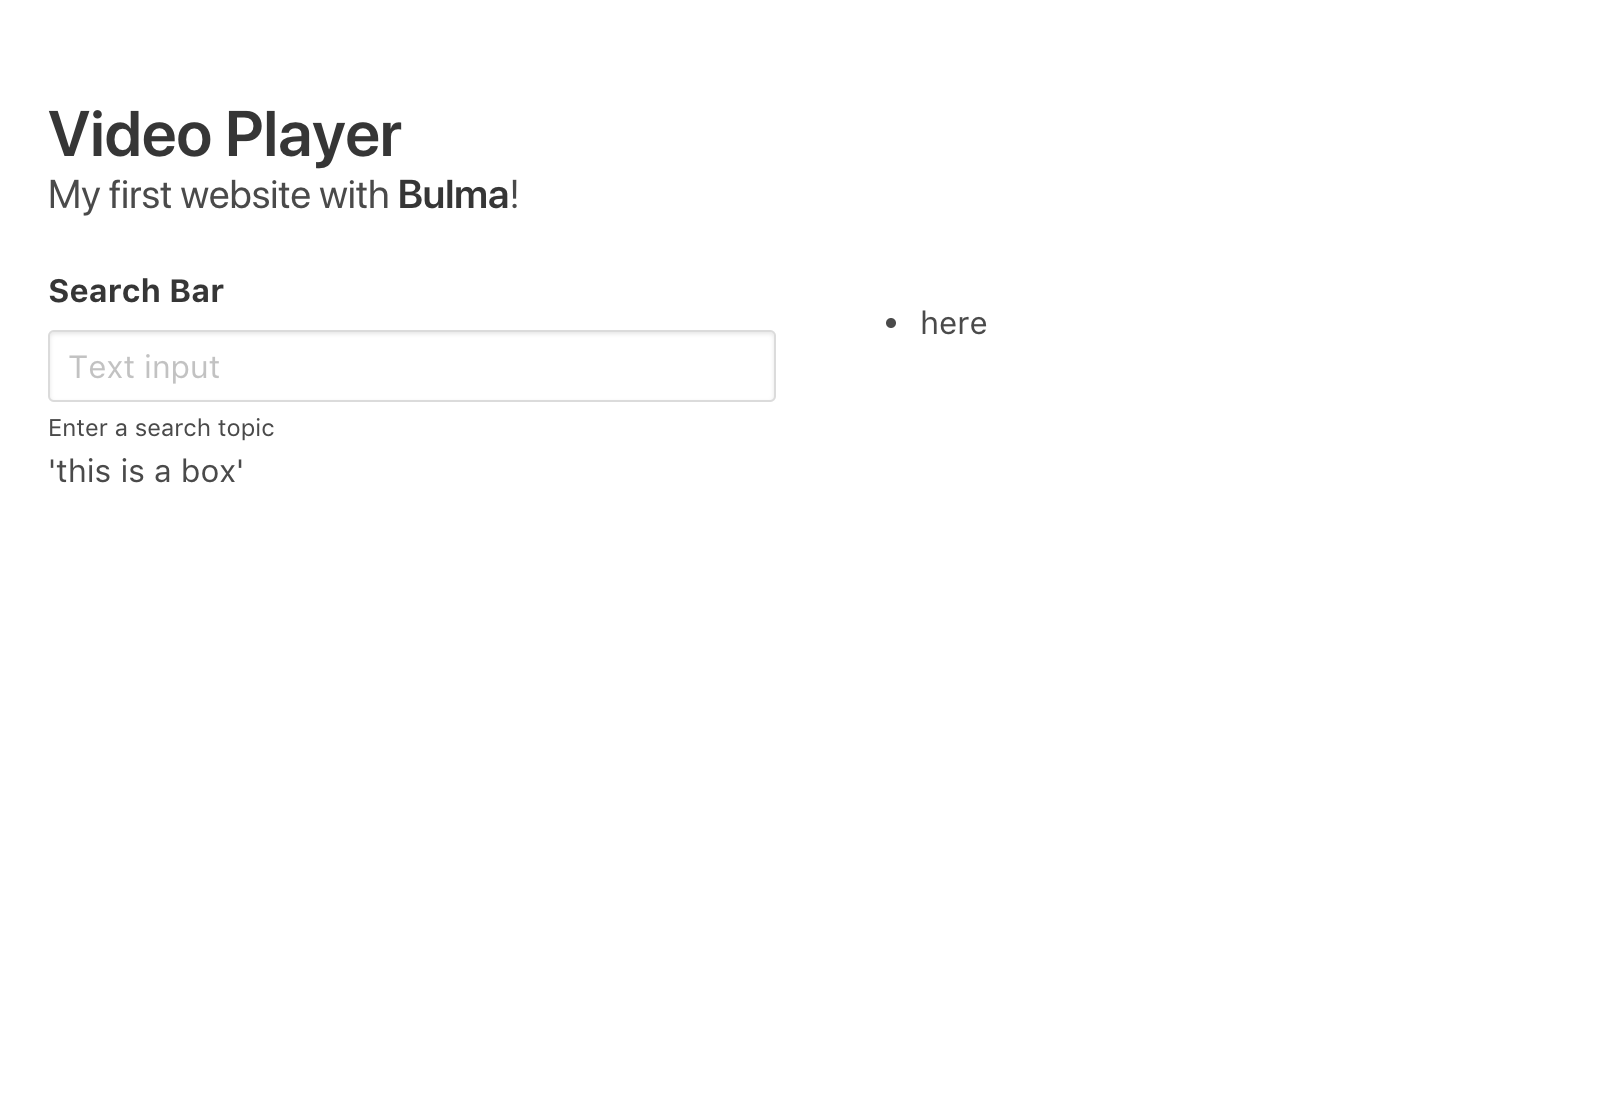 Video Player
My first website with Bulma!
Search Bar
Text input
Enter a search topic
'this is a box'
• here